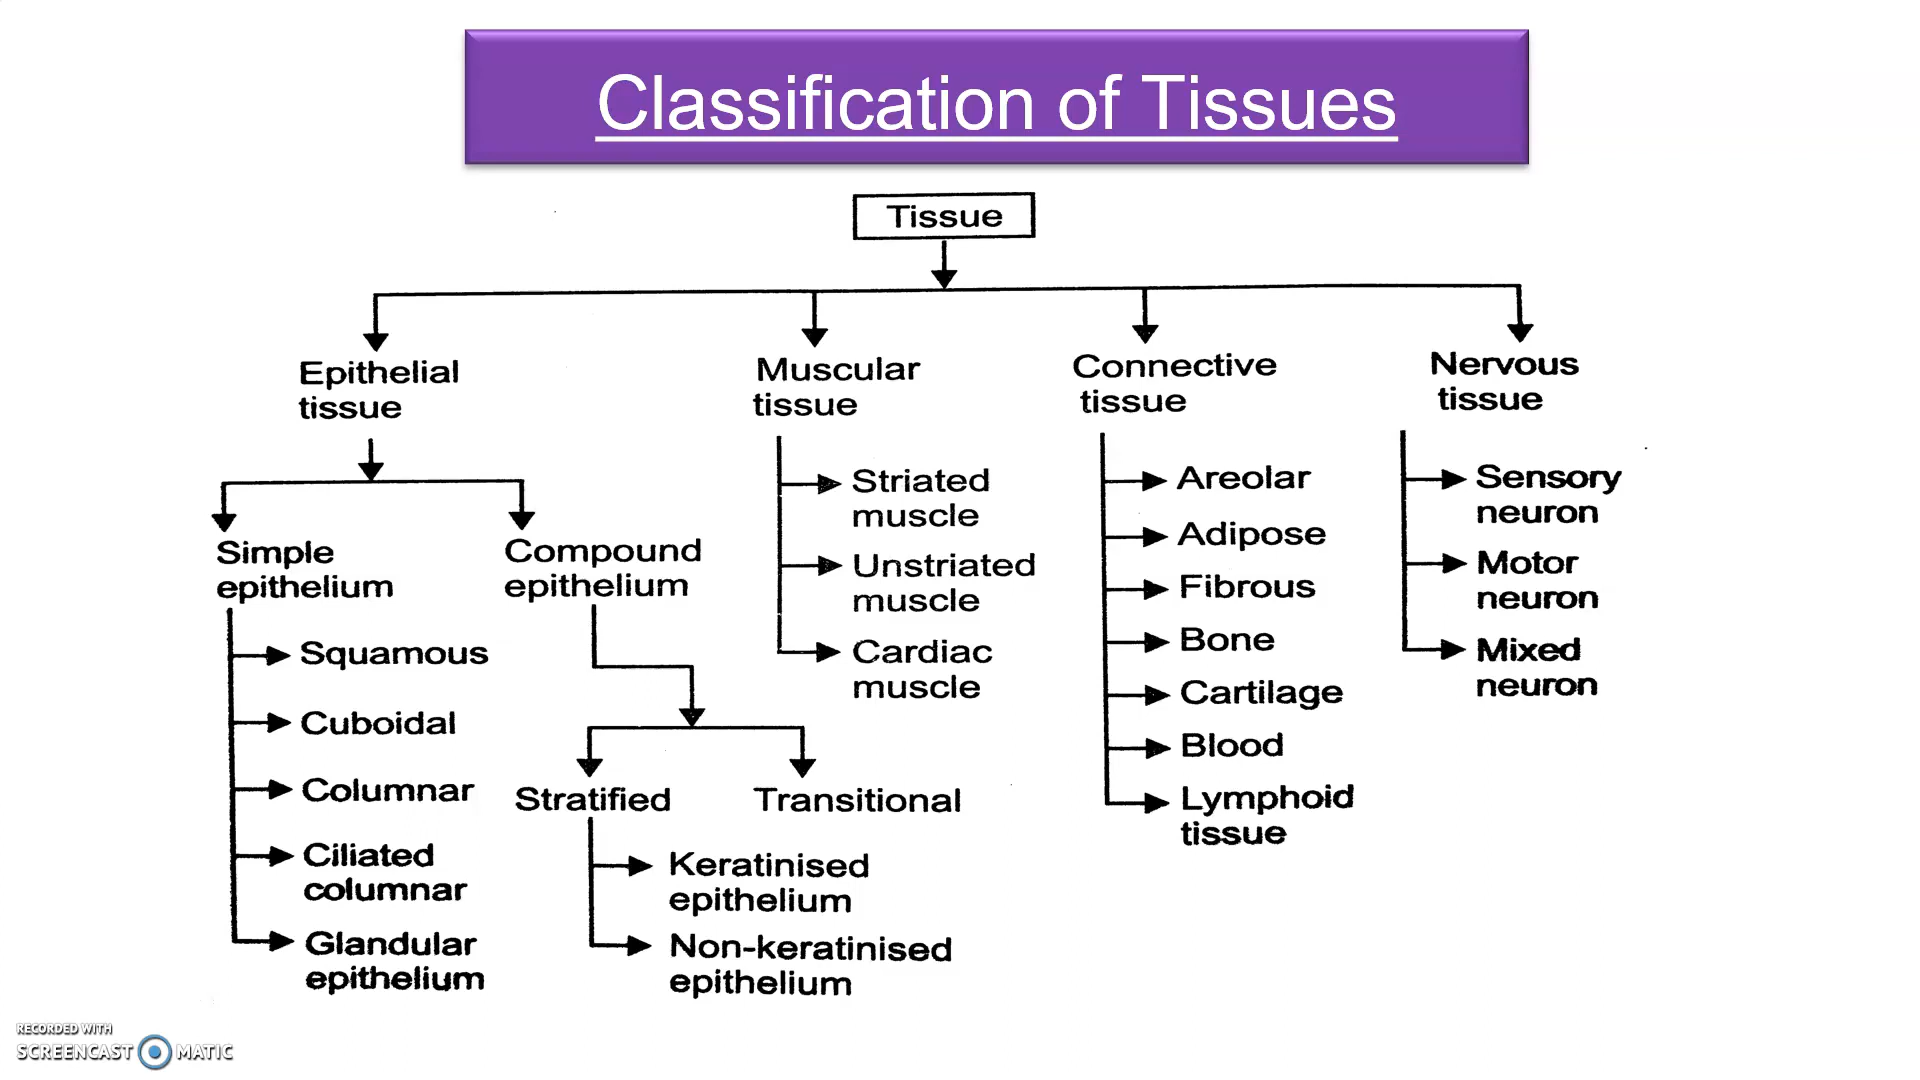 Classification of Tissues
Tissue
Epithelial
tissue
Muscular
tissue
Connective
tissue
Nervous
tissue
Simple
epithelium
Squamous
Cuboidal
Columnar
Ciliated
columnar
Glandular
epithelium
Compound
epithelium
Stratified
Transitional
Keratinised
epithelium
Non-keratinised
epithelium
Striated
muscle
Unstriated
muscle
Cardiac
muscle
Areolar
Adipose
Fibrous
Bone
Cartilage
Blood
Lymphoid
tissue
Sensory
neuron
Motor
neuron
Mixed
neuron
RECORDED WITH
SCREENCAST MATIC